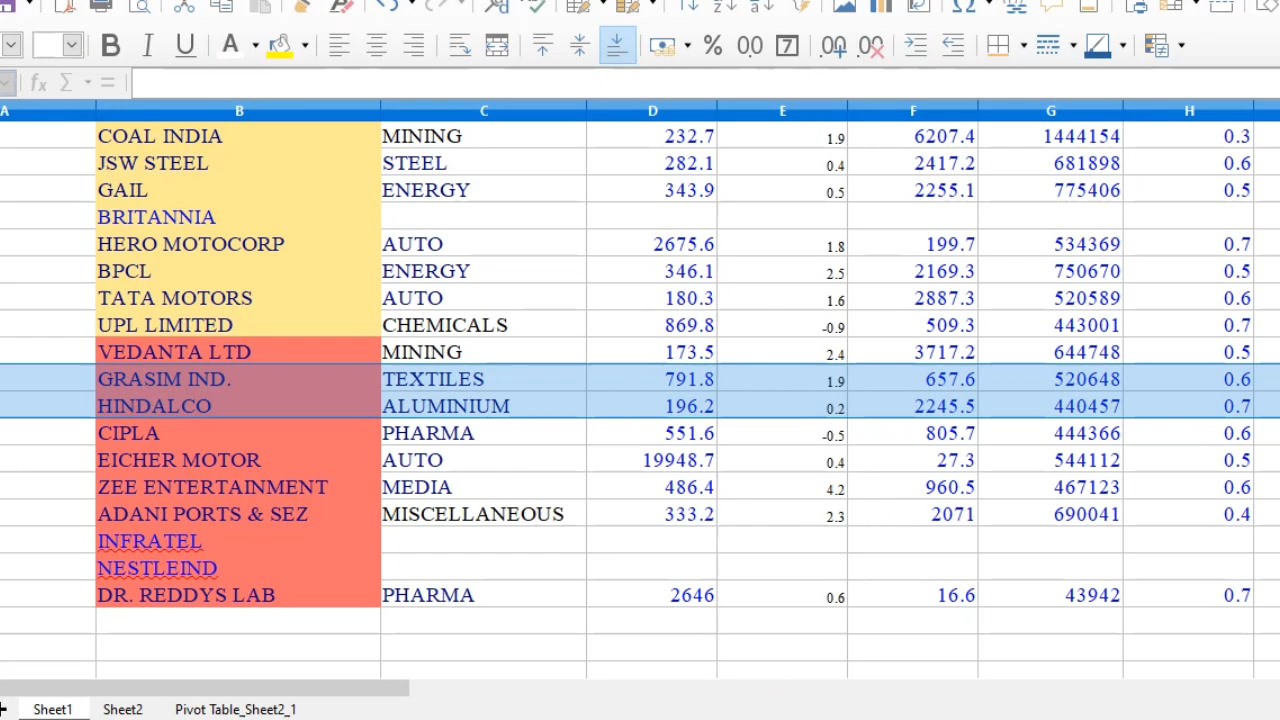 B I U A % 00 7 .00 .00
fx Σ =
A B C D E F G H
COAL INDIA MINING 232.7 1.9 6207.4 1444154 0.3
JSW STEEL STEEL 282.1 0.4 2417.2 681898 0.6
GAIL ENERGY 343.9 0.5 2255.1 775406 0.5
BRITANNIA
HERO MOTOCORP AUTO 2675.6 1.8 199.7 534369 0.7
BPCL ENERGY 346.1 2.5 2169.3 750670 0.5
TATA MOTORS AUTO 180.3 1.6 2887.3 520589 0.6
UPL LIMITED CHEMICALS 869.8 -0.9 509.3 443001 0.7
VEDANTA LTD MINING 173.5 2.4 3717.2 644748 0.5
GRASIM IND. TEXTILES 791.8 1.9 657.6 520648 0.6
HINDALCO ALUMINIUM 196.2 0.2 2245.5 440457 0.7
CIPLA PHARMA 551.6 -0.5 805.7 444366 0.6
EICHER MOTOR AUTO 19948.7 0.4 27.3 544112 0.5
ZEE ENTERTAINMENT MEDIA 486.4 4.2 960.5 467123 0.6
ADANI PORTS & SEZ MISCELLANEOUS 333.2 2.3 2071 690041 0.4
INFRATEL
NESTLEIND
DR. REDDYS LAB PHARMA 2646 0.6 16.6 43942 0.7
Sheet1 Sheet2 Pivot Table_Sheet2_1